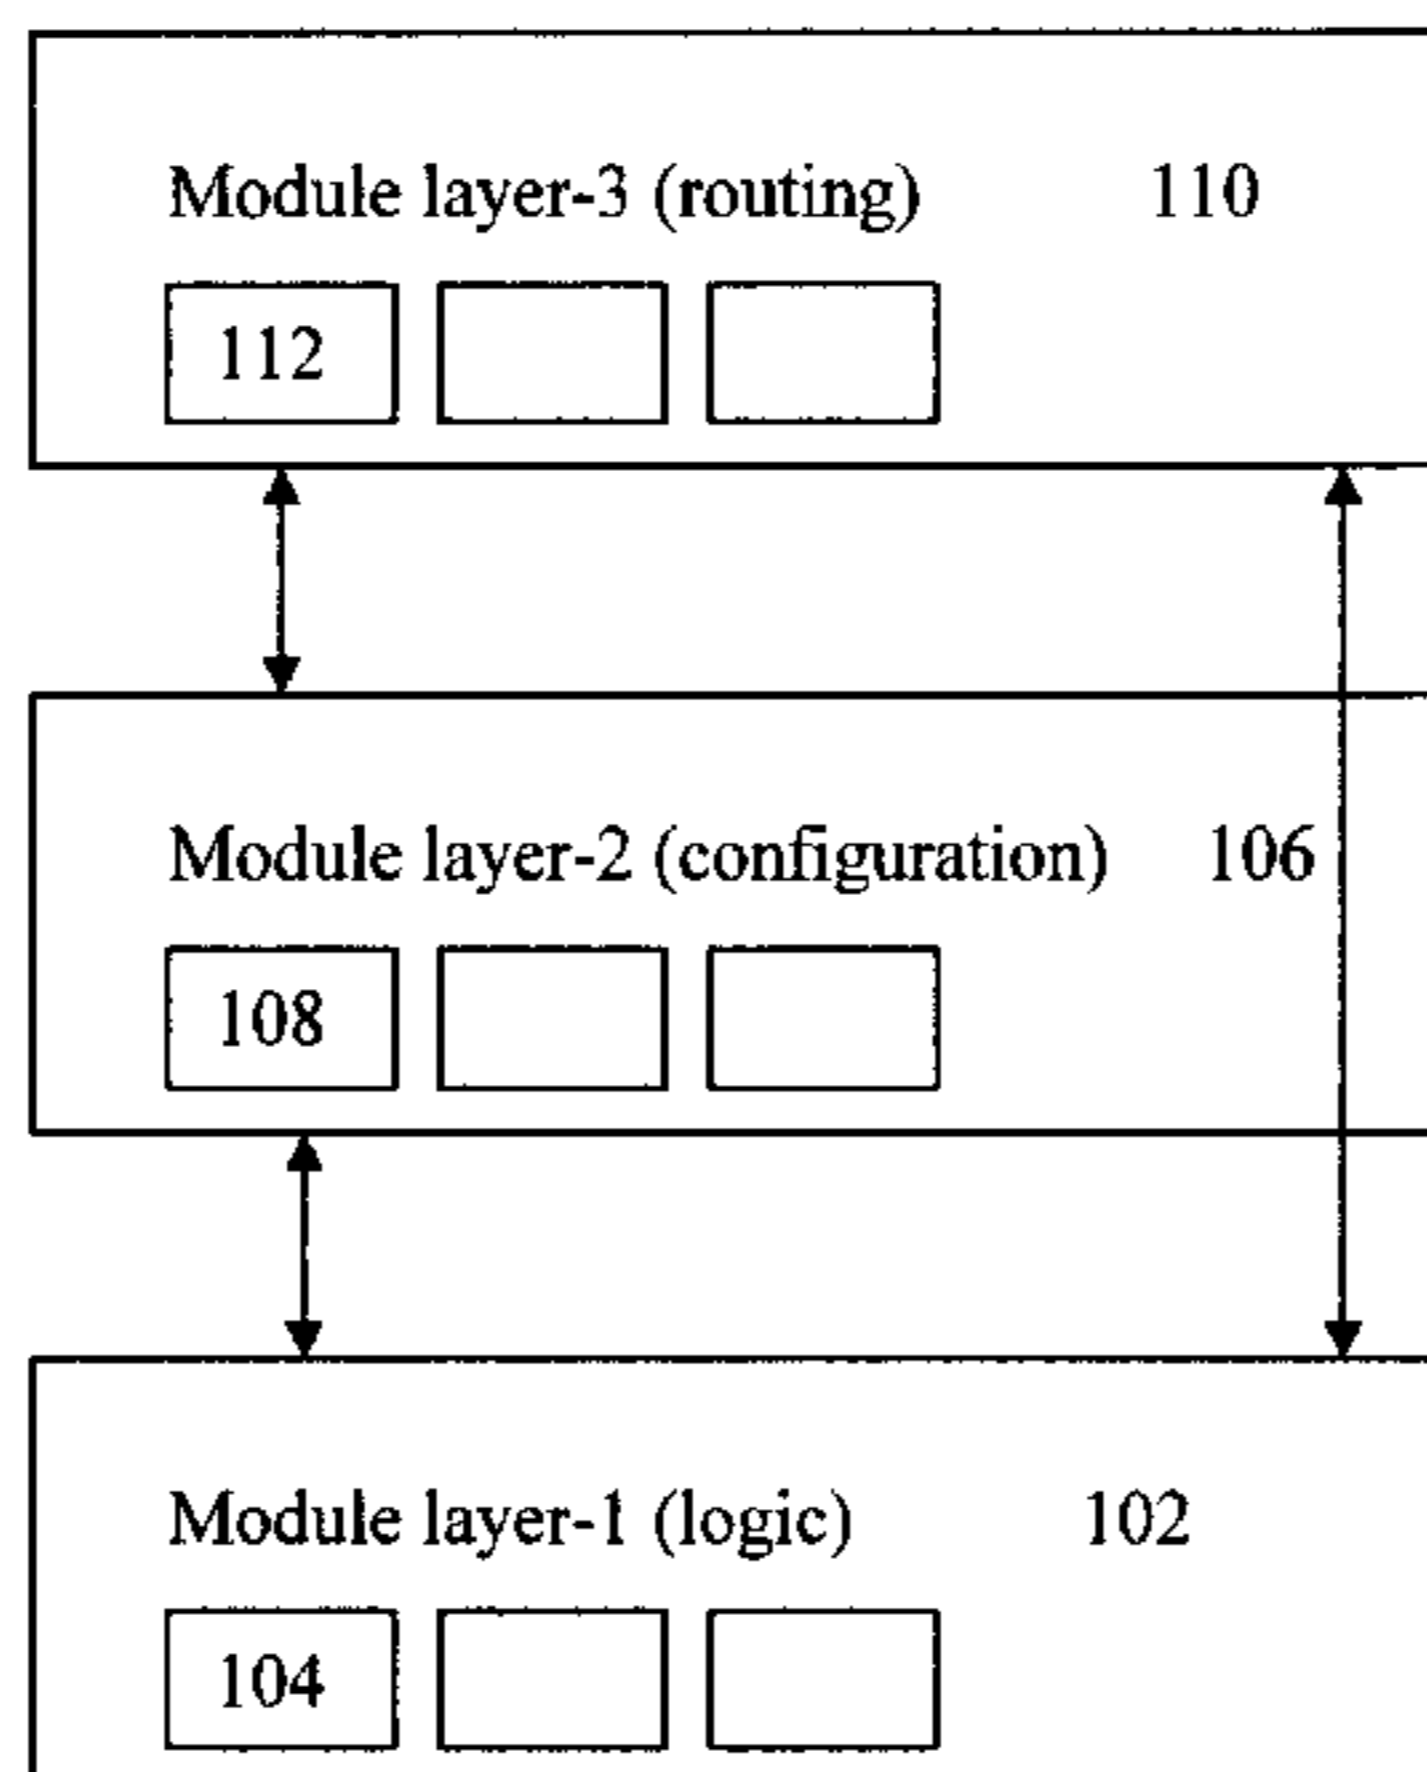 Module layer-3 (routing) 110
112
Module layer-2 (configuration) 106
108
Module layer-1 (logic) 102
104